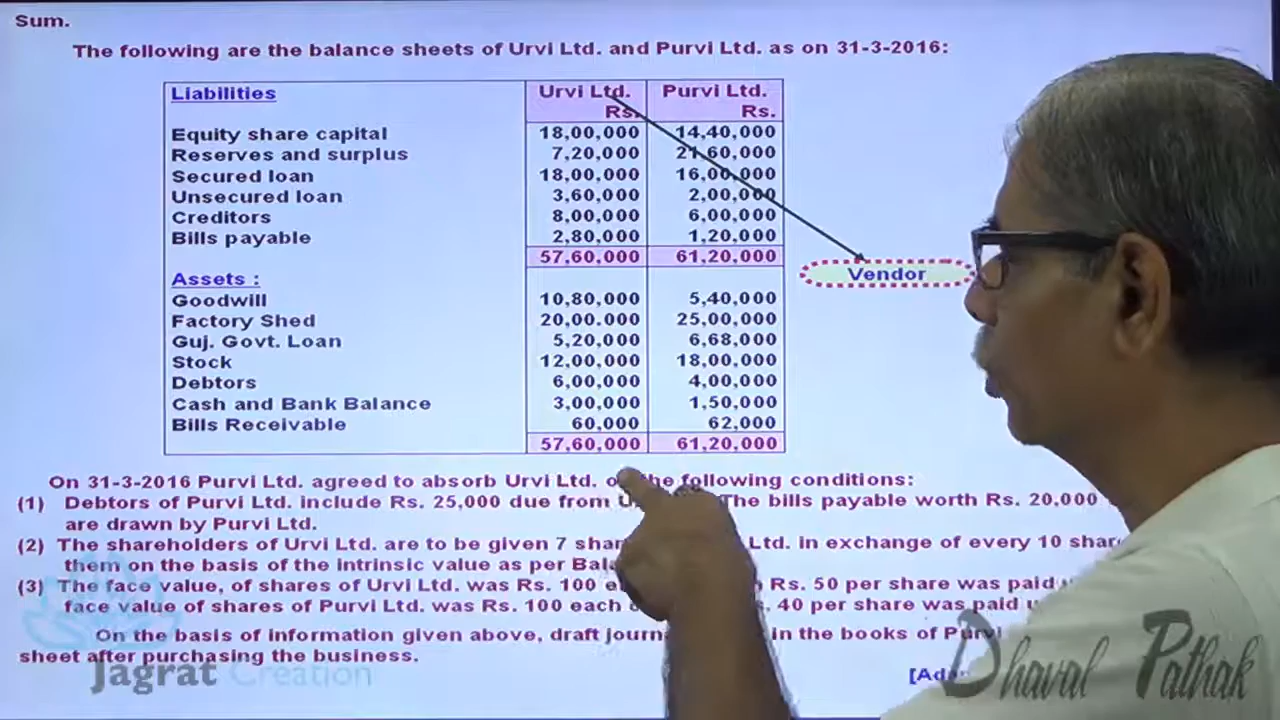 Sum.
The following are the balance sheets of Urvi Ltd. and Purvi Ltd. as on 31-3-2016:
Liabilities Urvi Ltd. Purvi Ltd.
Rs. Rs.
Equity share capital 18,00,000 14,40,000
Reserves and surplus 7,20,000 21,60,000
Secured loan 18,00,000 16,00,000
Unsecured loan 3,60,000 2,00,000
Creditors 8,00,000 6,00,000
Bills payable 2,80,000 1,20,000
57,60,000 61,20,000
Vendor
Assets :
Goodwill 10,80,000 5,40,000
Factory Shed 20,00.000 25,00,000
Guj. Govt. Loan 5,20,000 6,68,000
Stock 12,00,000 18,00,000
Debtors 6,00,000 4,00,000
Cash and Bank Balance 3,00,000 1,50,000
Bills Receivable 60,000 62,000
57,60,000 61,20,000
On 31-3-2016 Purvi Ltd. agreed to absorb Urvi Ltd. the following conditions:
(1) Debtors of Purvi Ltd. include Rs. 25,000 due from The bills payable worth Rs. 20,000
are drawn by Purvi Ltd.
(2) The shareholders of Urvi Ltd. are to be given 7 Ltd. in exchange of every 10
them on the basis of the intrinsic value as per
(3) The face value, of shares of Urvi Ltd. was Rs. 100 Rs. 50 per share was paid
face value of shares of Purvi Ltd. was Rs. 100 each 40 per share was paid
On the basis of information given above, draft in the books of
sheet after purchasing the business.
Jagrat Creation
Dhaval Pathak